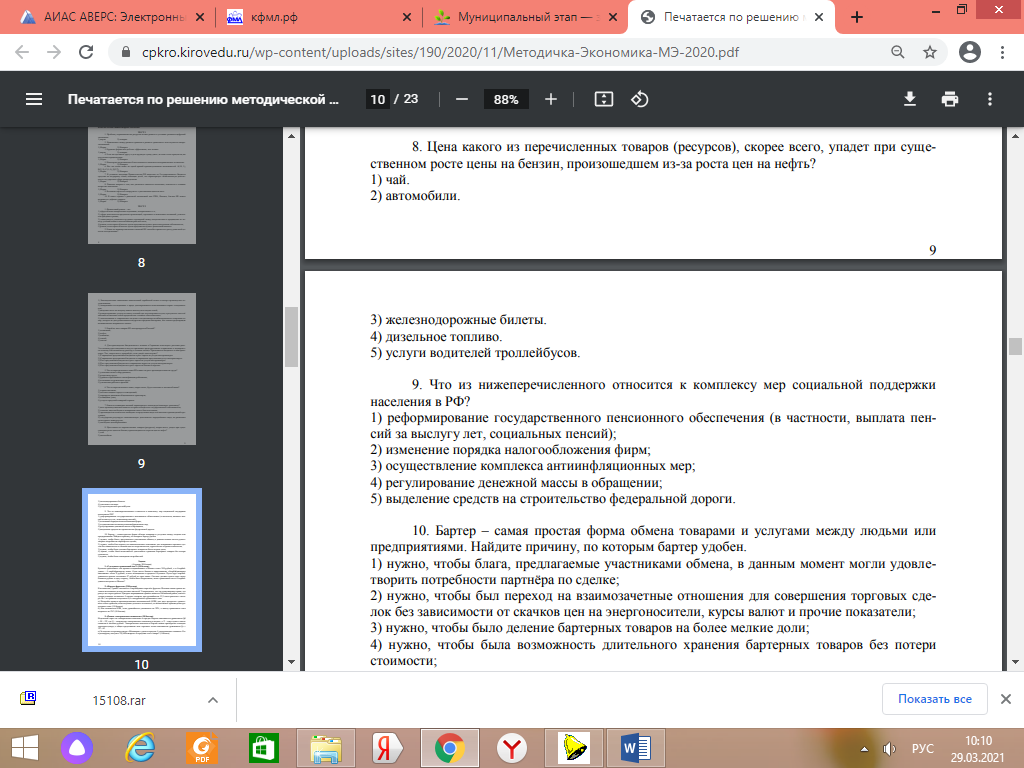 АИАС АВЕРС: Электронны
кфмл.рф
Муниципальный этап —
Печатается по решению
cpkro.kirovedu.ru/wp-content/uploads/sites/190/2020/11/Методичка-Экономика-МЭ-2020.pdf
Печатается по решению методической ...
10 / 23
88%
8. Цена какого из перечисленных товаров (ресурсов), скорее всего, упадет при суще-
ственном росте цены на бензин, произошедшем из-за роста цен на нефть?
1) чай.
2) автомобили.
9
3) железнодорожные билеты.
4) дизельное топливо.
5) услуги водителей троллейбусов.
9. Что из нижеперечисленного относится к комплексу мер социальной поддержки
населения в РФ?
1) реформирование государственного пенсионного обеспечения (в частности, выплата пен-
сий за выслугу лет, социальных пенсий);
2) изменение порядка налогообложения фирм;
3) осуществление комплекса антиинфляционных мер;
4) регулирование денежной массы в обращении;
5) выделение средств на строительство федеральной дороги.
10. Бартер – самая простая форма обмена товарами и услугами между людьми или
предприятиями. Найдите причину, по которым бартер удобен.
1) нужно, чтобы блага, предлагаемые участниками обмена, в данным момент могли удовле-
творить потребности партнёра по сделке;
2) нужно, чтобы был переход на взаимозачетные отношения для совершения торговых сде-
лок без зависимости от скачков цен на энергоносители, курсы валют и прочие показатели;
3) нужно, чтобы было деление бартерных товаров на более мелкие доли;
4) нужно, чтобы была возможность длительного хранения бартерных товаров без потери
стоимости;
8
9
10
15108.rar
Показать все
PDF
РУС
10:10
29.03.2021